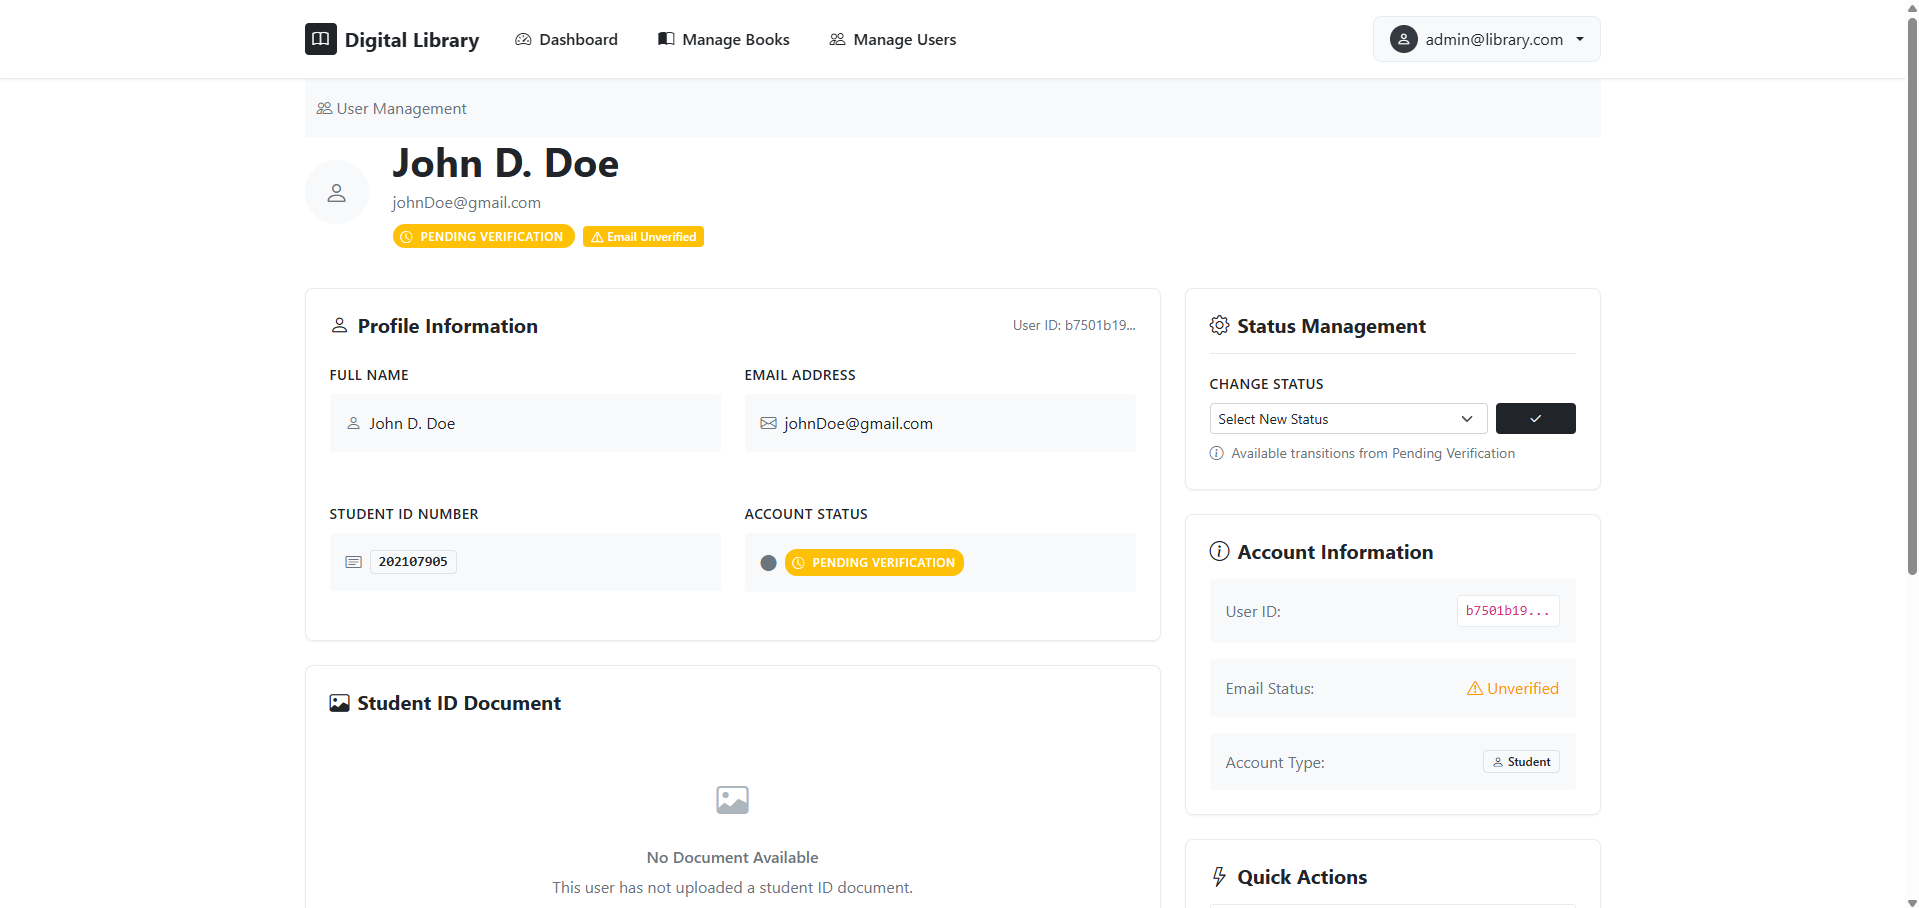 Digital Library
Dashboard
Manage Books
Manage Users
admin@library.com
User Management
John D. Doe
johnDoe@gmail.com
PENDING VERIFICATION
Email Unverified
Profile Information
User ID: b7501b19...
FULL NAME
John D. Doe
EMAIL ADDRESS
johnDoe@gmail.com
STUDENT ID NUMBER
202107905
ACCOUNT STATUS
PENDING VERIFICATION
Student ID Document
No Document Available
This user has not uploaded a student ID document.
Status Management
CHANGE STATUS
Select New Status
Available transitions from Pending Verification
Account Information
User ID:
b7501b19...
Email Status:
Unverified
Account Type:
Student
Quick Actions